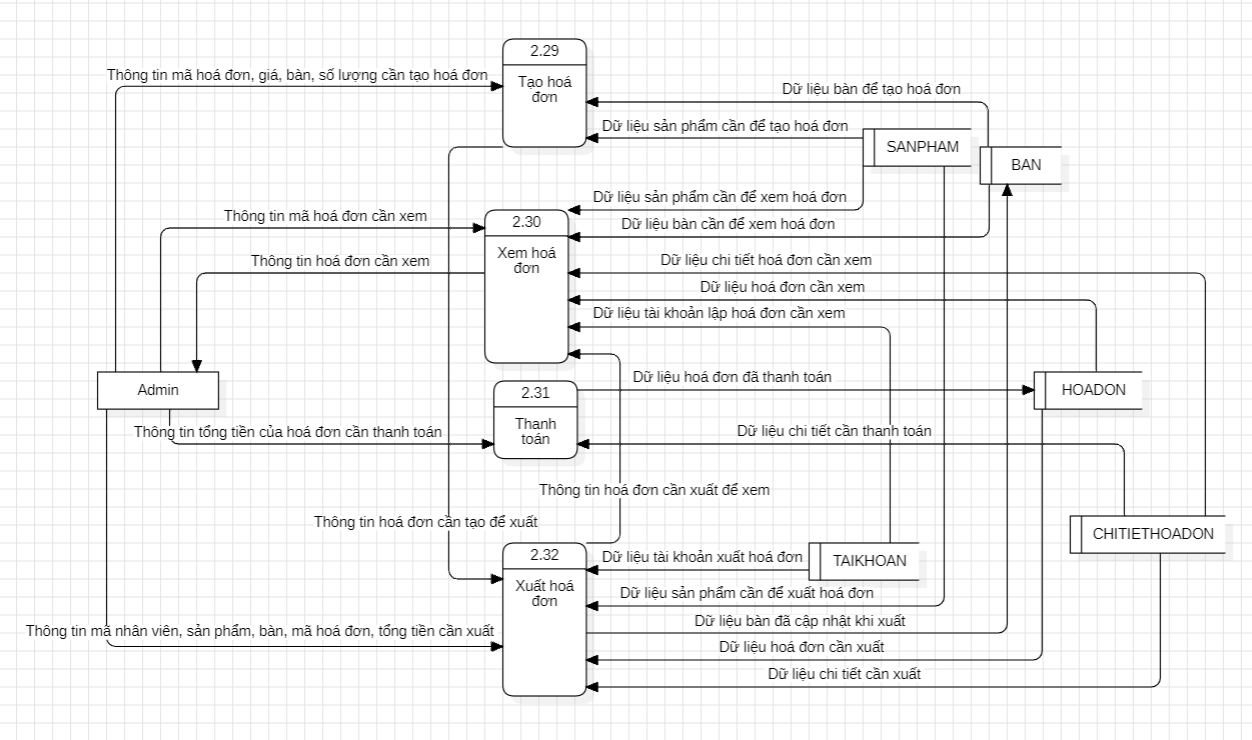 2.29
Thông tin mã hoá đơn, giá, bàn, số lượng cần tạo hoá đơn
Tạo hoá
đơn
Dữ liệu bàn để tạo hoá đơn
Dữ liệu sản phẩm cần để tạo hoá đơn
SANPHAM
BAN
Dữ liệu sản phẩm cần để xem hoá đơn
Thông tin mã hoá đơn cần xem
2.30
Dữ liệu bàn cần để xem hoá đơn
Xem hoá
đơn
Thông tin hoá đơn cần xem
Dữ liệu chi tiết hoá đơn cần xem
Dữ liệu hoá đơn cần xem
Dữ liệu tài khoản lập hoá đơn cần xem
Dữ liệu hoá đơn đã thanh toán
Admin
2.31
HOADON
Thanh
toán
Thông tin tổng tiền của hoá đơn cần thanh toán
Dữ liệu chi tiết cần thanh toán
Thông tin hoá đơn cần xuất để xem
Thông tin hoá đơn cần tạo để xuất
CHITIETHOADON
2.32
Dữ liệu tài khoản xuất hoá đơn
TAIKHOAN
Xuất hoá
đơn
Dữ liệu sản phẩm cần để xuất hoá đơn
Dữ liệu bàn đã cập nhật khi xuất
Thông tin mã nhân viên, sản phẩm, bàn, mã hoá đơn, tổng tiền cần xuất
Dữ liệu hoá đơn cần xuất
Dữ liệu chi tiết cần xuất